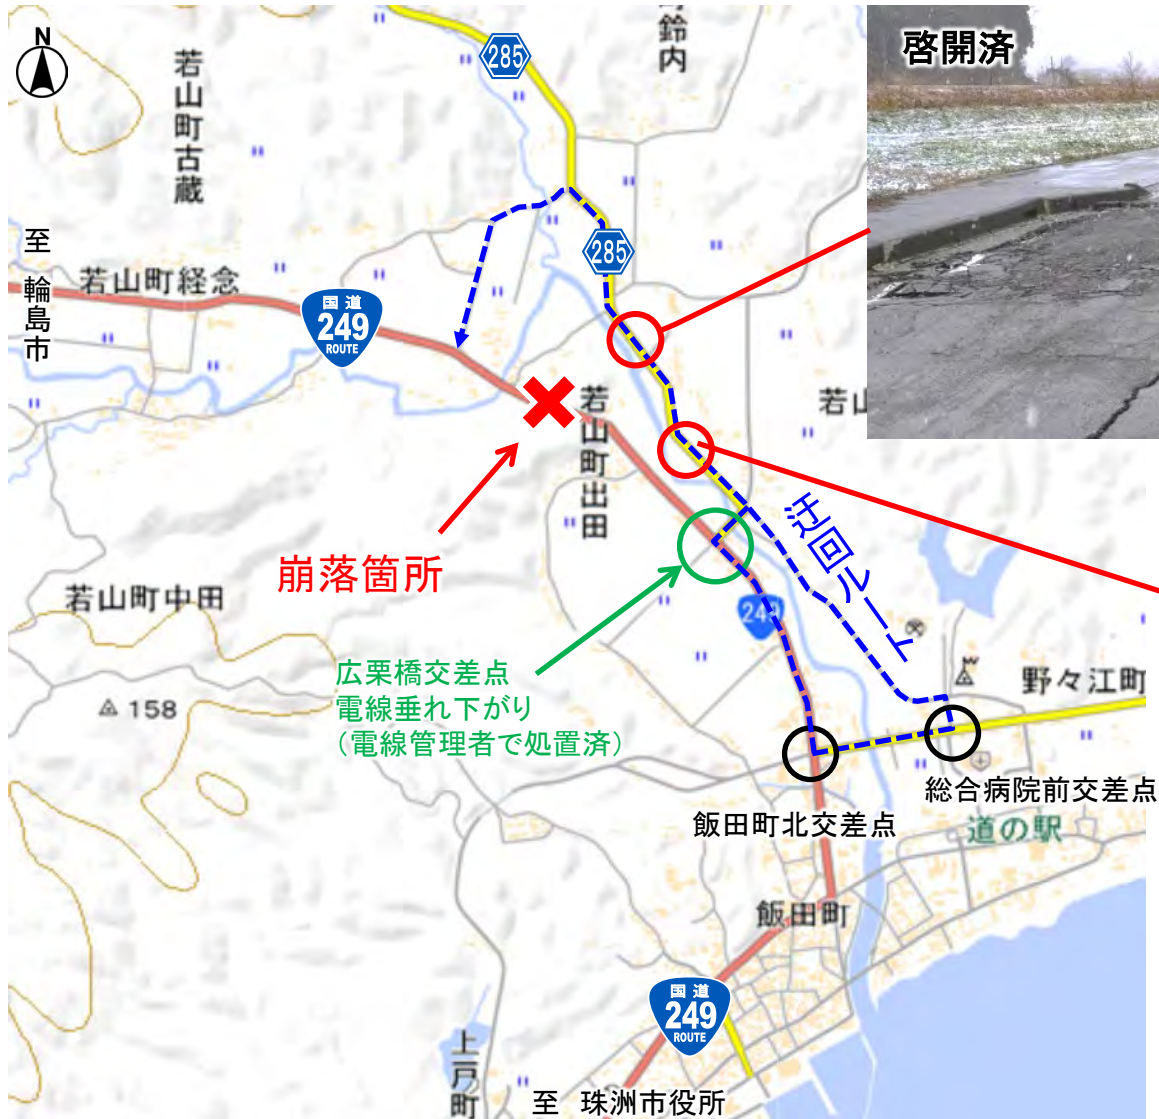 N
285
鈴内
啓開済
若山町古蔵
285
至 輪島市
若山町経念
国道
249
ROUTE
若山町出田
若山
崩落箇所
迂回ルート
若山町中田
249
広栗橋交差点
電線垂れ下がり
（電線管理者で処置済）
158
野々江町
総合病院前交差点
飯田町北交差点
道の駅
飯田町
国道
249
ROUTE
上戸町
至 珠洲市役所